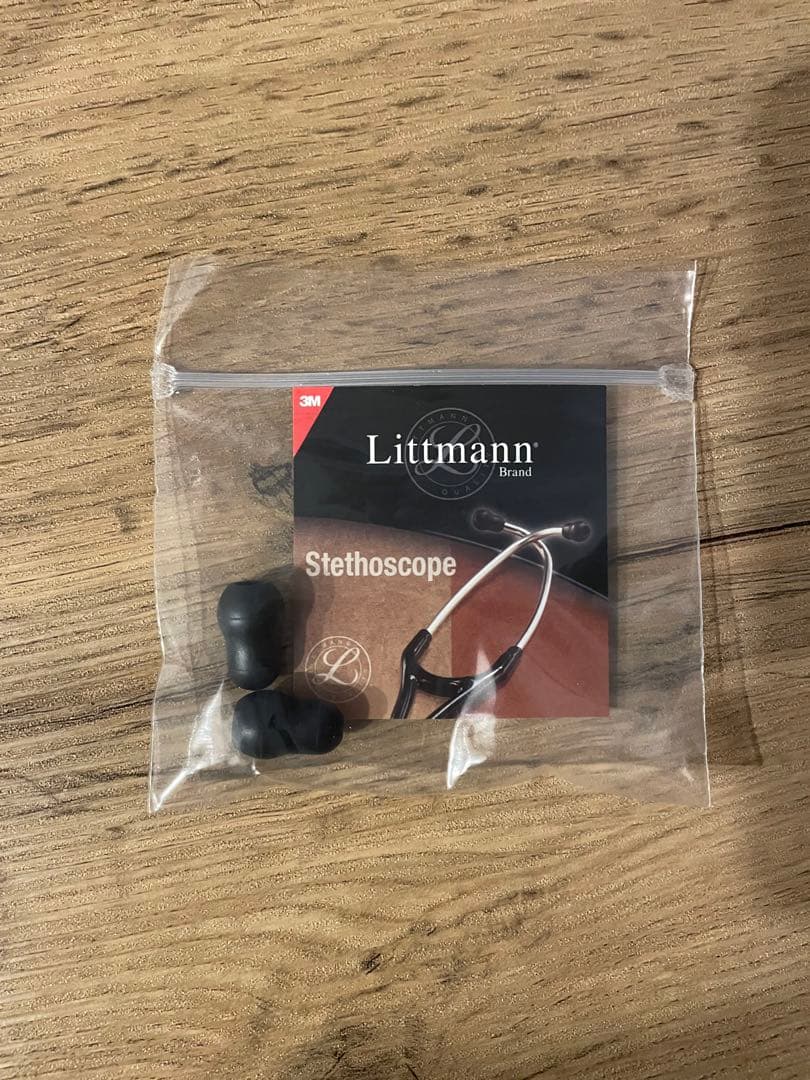 3M
Littmann®
Brand
Stethoscope
L